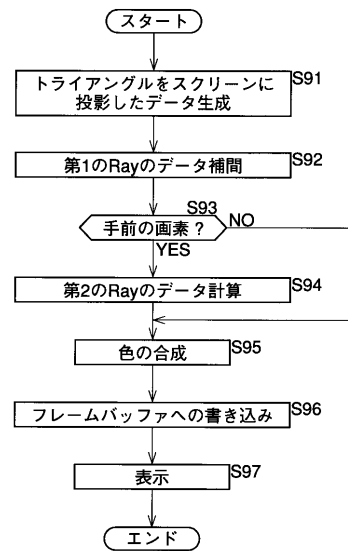 スタート
トライアングルをスクリーンに
投影したデータ生成
S91
第1のRayのデータ補間
S92
S93
手前の画素？
NO
YES
第2のRayのデータ計算
S94
色の合成
S95
フレームバッファへの書き込み
S96
表示
S97
エンド